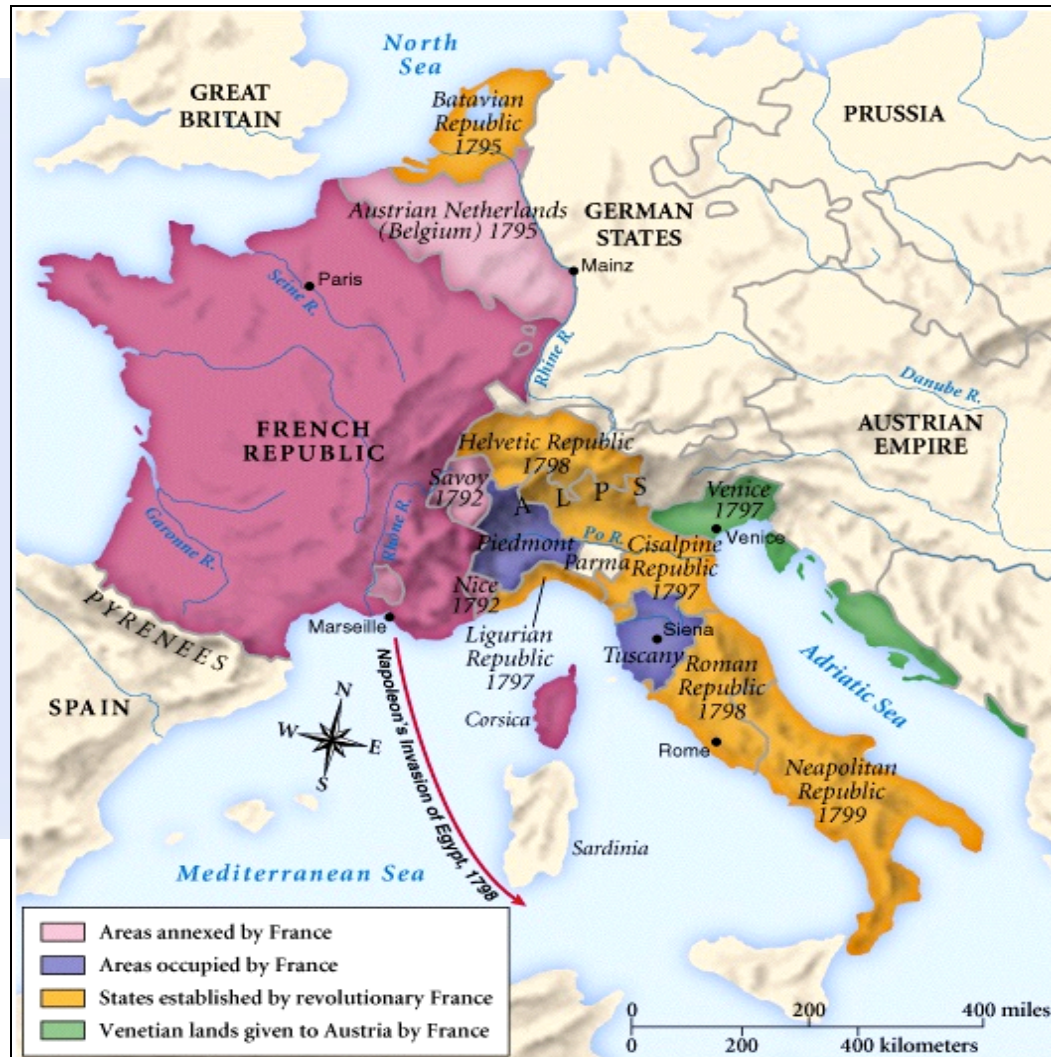 North
Sea
GREAT
BRITAIN
Batavian
Republic
1795
PRUSSIA
Austrian Netherlands
(Belgium) 1795
GERMAN
STATES
Mainz
Paris
Seine R.
Rhine R.
Danube R.
AUSTRIAN
EMPIRE
FRENCH
REPUBLIC
Helvetic Republic
1798
Savoy
1792
A L P S
Venice
1797
Venice
Garonne R.
Rhone R.
Piedmont
Po R.
Parma
Cisalpine
Republic
1797
Nice
1792
PYRENEES
Marseille
Ligurian
Republic
1797
Siena
Tuscany
Roman
Republic
1798
Adriatic Sea
SPAIN
N
W
E
S
Napoleon's Invasion of Egypt, 1798
Corsica
Rome
Neapolitan
Republic
1799
Sardinia
Mediterranean Sea
Areas annexed by France
Areas occupied by France
States established by revolutionary France
Venetian lands given to Austria by France
0 200 400 miles
0 200 400 kilometers